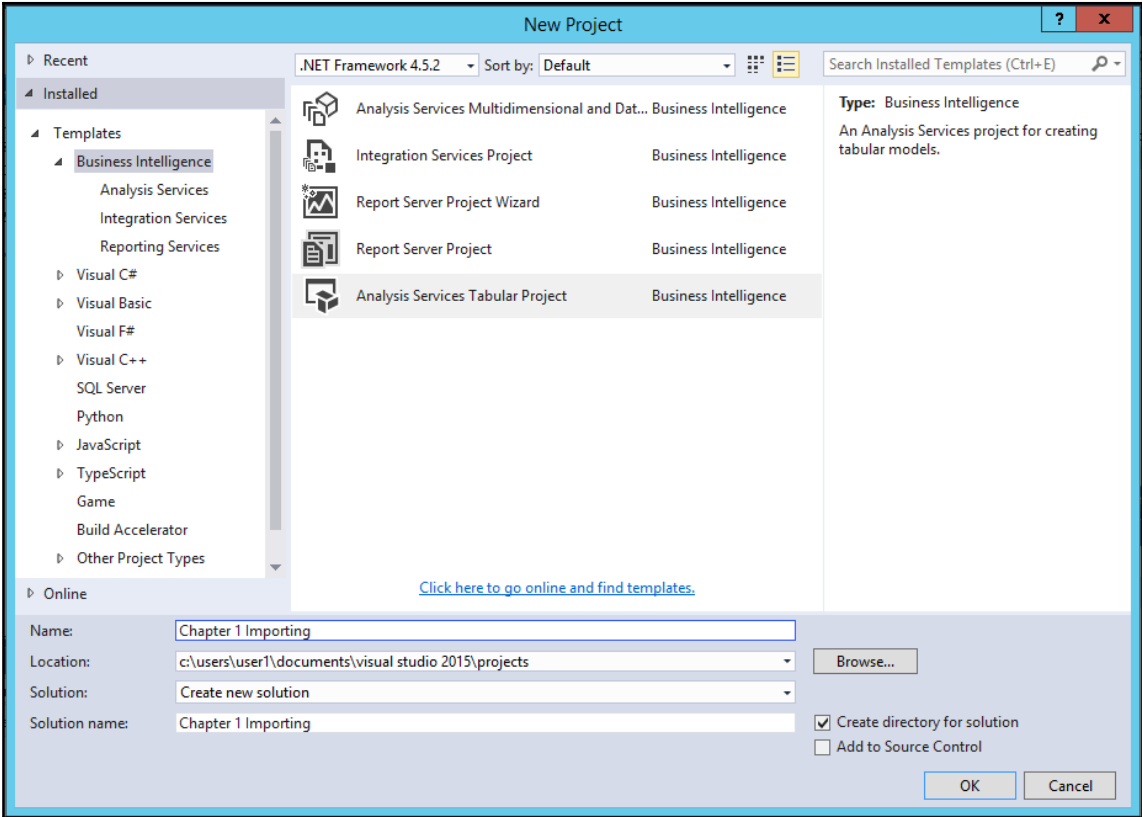 New Project
?
x
Recent
Installed
Templates
Business Intelligence
Analysis Services
Integration Services
Reporting Services
Visual C#
Visual Basic
Visual F#
Visual C++
SQL Server
Python
JavaScript
TypeScript
Game
Build Accelerator
Other Project Types
Online
.NET Framework 4.5.2 Sort by: Default
Analysis Services Multidimensional and Dat... Business Intelligence
Integration Services Project Business Intelligence
Report Server Project Wizard Business Intelligence
Report Server Project Business Intelligence
Analysis Services Tabular Project Business Intelligence
Click here to go online and find templates.
Search Installed Templates (Ctrl+E)
Type: Business Intelligence
An Analysis Services project for creating
tabular models.
Name: Chapter 1 Importing
Location: c:\users\user1\documents\visual studio 2015\projects Browse...
Solution: Create new solution
Solution name: Chapter 1 Importing
Create directory for solution
Add to Source Control
OK Cancel